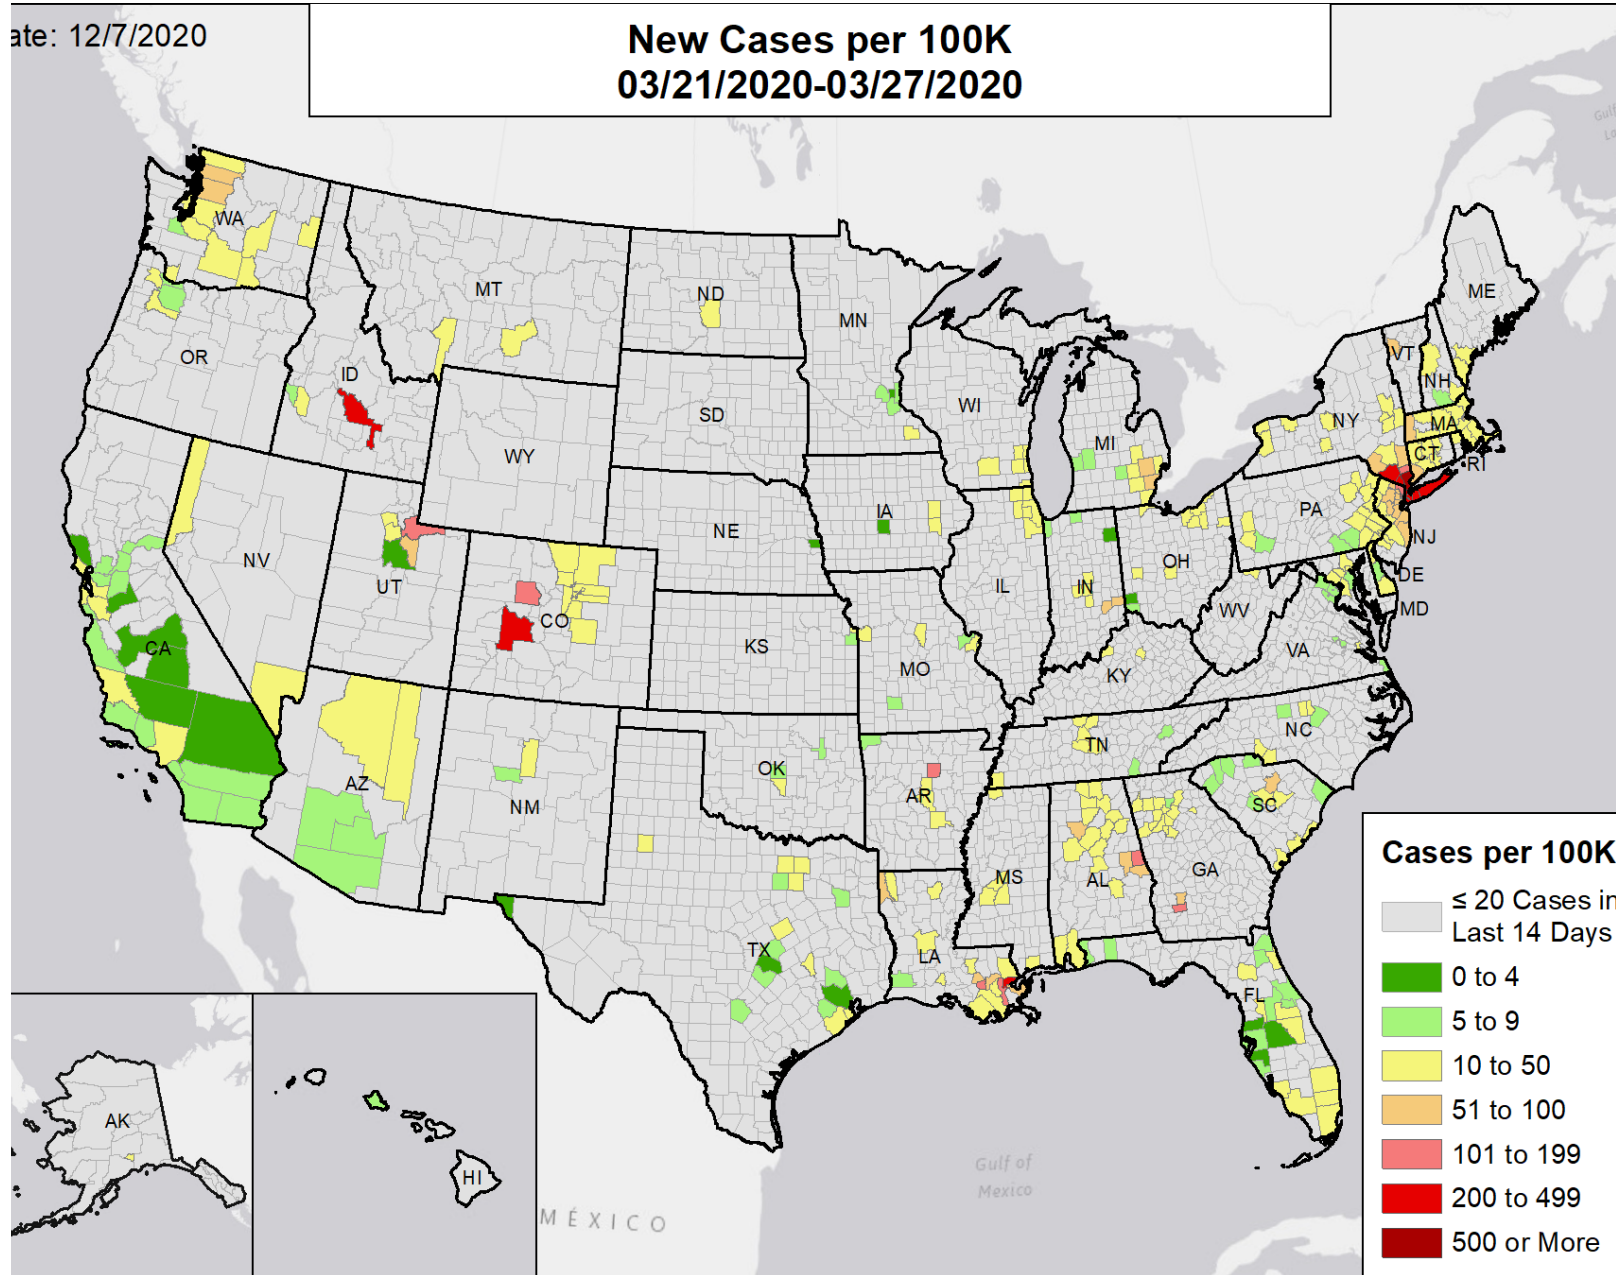 ate: 12/7/2020
New Cases per 100K
03/21/2020-03/27/2020
WA
MT
ND
MN
ME
OR
ID
SD
WI
MI
VT
NH
NY
MA
CT
RI
WY
IA
NE
PA
NJ
NV
UT
CO
IL
IN
OH
DE
MD
WV
VA
CA
KS
MO
KY
NC
TN
AZ
NM
OK
AR
SC
MS
AL
GA
TX
LA
FL
AK
HI
Gulf of
Mexico
MÉXICO
Cases per 100K
≤ 20 Cases in
Last 14 Days
0 to 4
5 to 9
10 to 50
51 to 100
101 to 199
200 to 499
500 or More